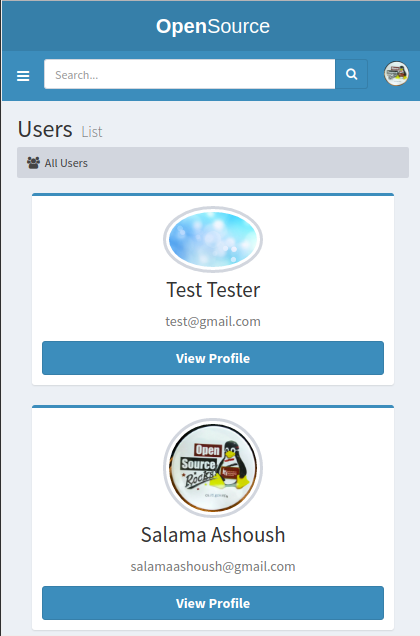 OpenSource
Search...
Users List
All Users
Test Tester
test@gmail.com
View Profile
Open
Source
Rocks
Salama Ashoush
salamaashoush@gmail.com
View Profile